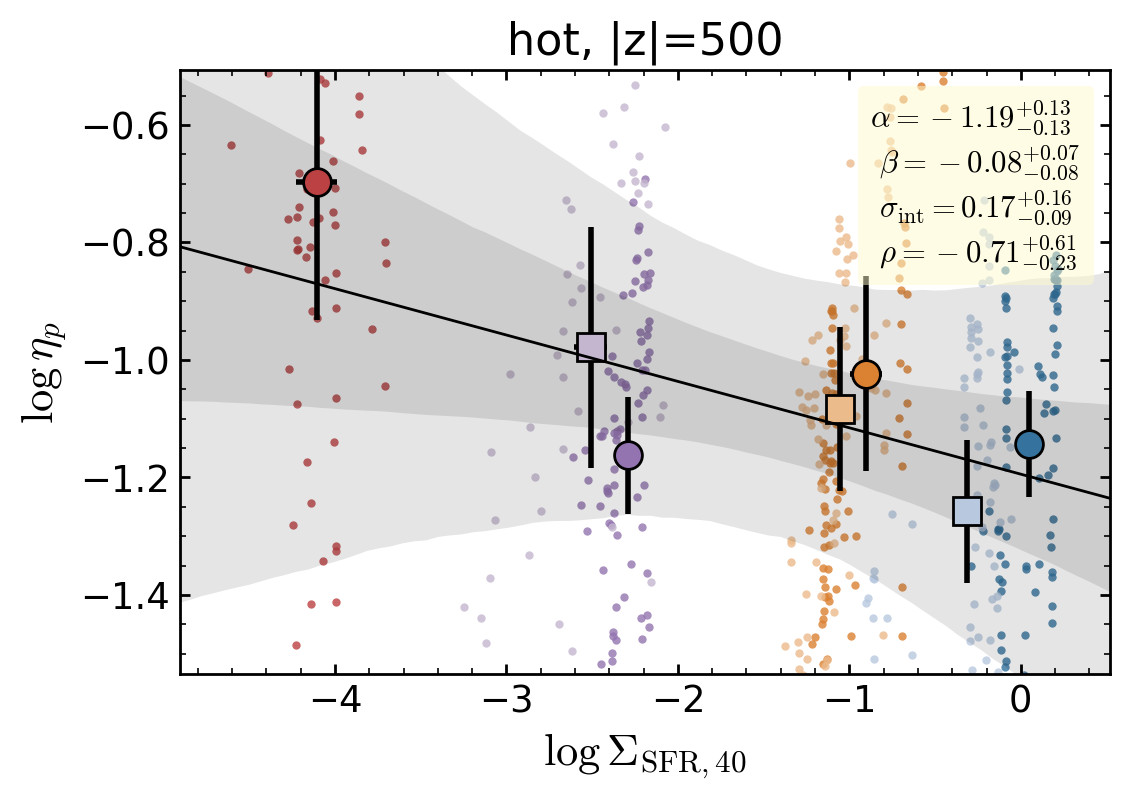 hot, |z|=500
α = −1.19 +0.13 −0.13
β = −0.08 +0.07 −0.08
σint = 0.17 +0.16 −0.09
ρ = −0.71 +0.61 −0.23
−0.6
−0.8
−1.0
−1.2
−1.4
log ηp
−4 −3 −2 −1 0
log ΣSFR, 40